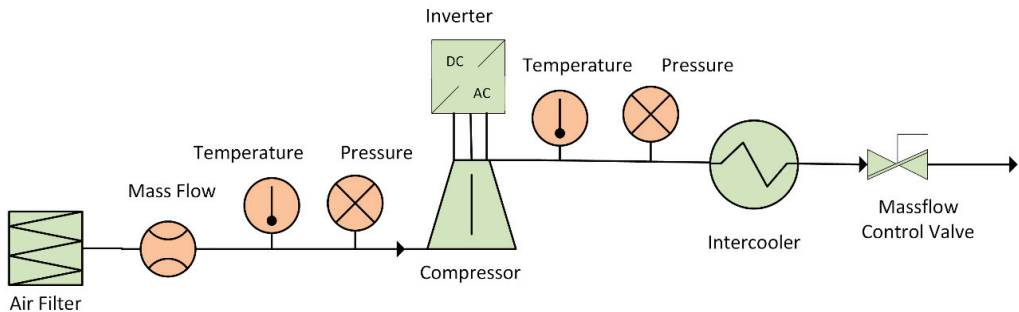 Inverter
DC
AC
Temperature
Pressure
Temperature
Pressure
Mass Flow
Air Filter
Compressor
Intercooler
Massflow
Control Valve